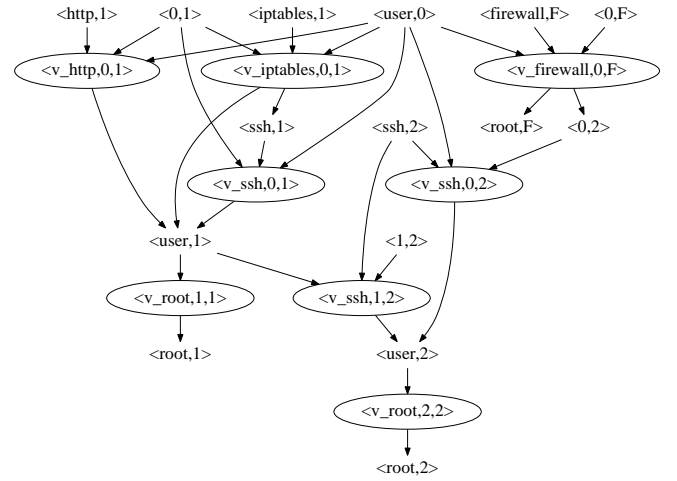 <http,1> <0,1> <iptables,1> <user,0> <firewall,F> <0,F>
<v_http,0,1> <v_iptables,0,1> <v_firewall,0,F>
<ssh,1> <ssh,2> <root,F> <0,2>
<v_ssh,0,1> <v_ssh,0,2>
<user,1> <1,2>
<v_root,1,1> <v_ssh,1,2>
<root,1> <user,2>
<v_root,2,2>
<root,2>